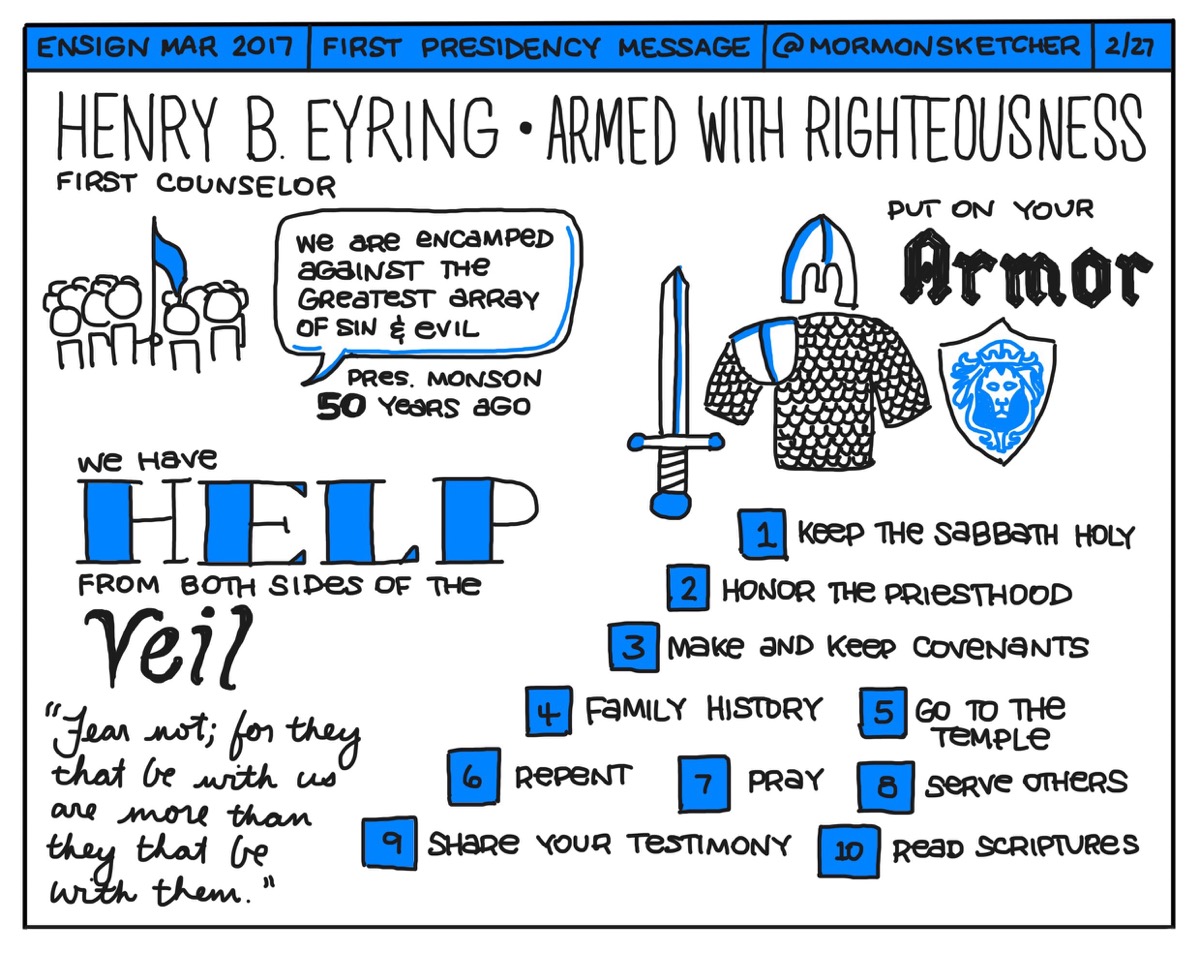 ENSIGN MAR 2017 | FIRST PRESIDENCY MESSAGE | @MORMONSKETCHER | 2/27
HENRY B. EYRING • ARMED WITH RIGHTEOUSNESS
FIRST COUNSELOR
We are encamped
against the
greatest array
of sin & evil
Pres. Monson
50 years ago
Put on your
Armor
We have
HELP
from both sides of the
Veil
"Fear not; for they
that be with us
are more than
they that be
with them."
1 Keep the Sabbath holy
2 Honor the priesthood
3 Make and keep covenants
4 Family history
5 Go to the
temple
6 Repent
7 Pray
8 Serve others
9 Share your testimony
10 Read scriptures